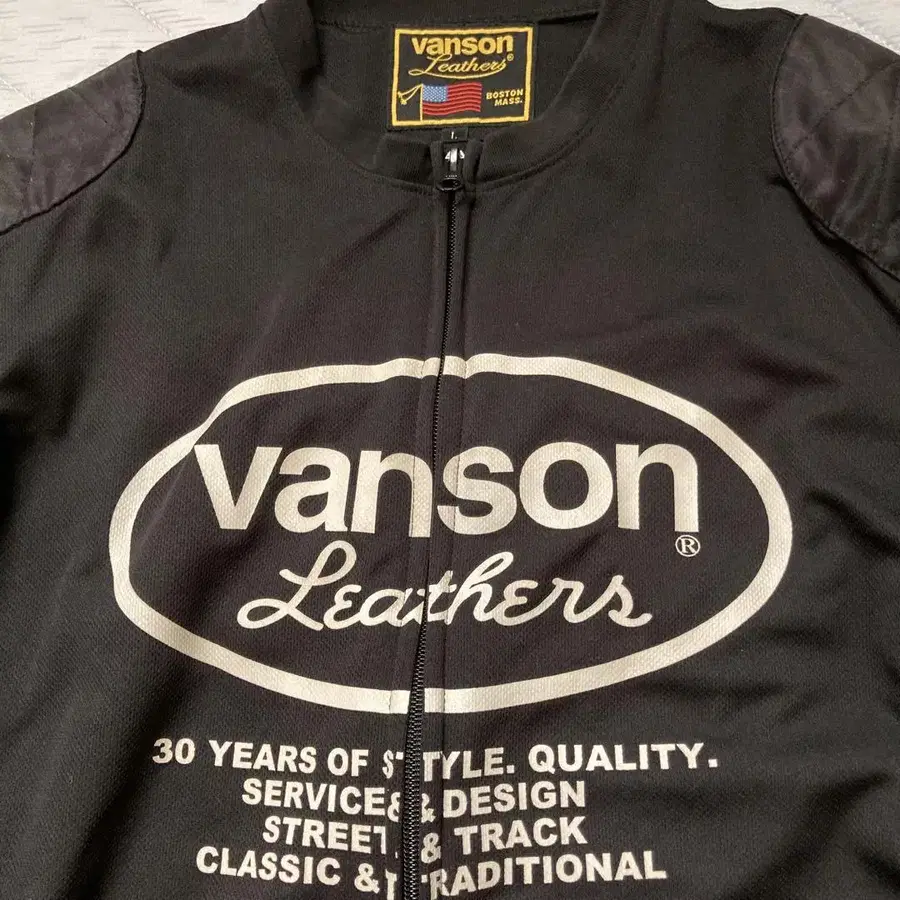 vanson
Leathers®
BOSTON
MASS.
L
vanson
Leathers
®
30 YEARS OF STYLE. QUALITY.
SERVICE & DESIGN
STREET & TRACK
CLASSIC & TRADITIONAL